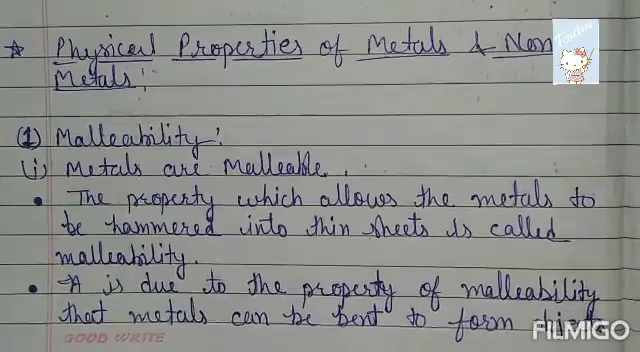 ☆ Physical Properties of Metals & Non
Metals:
Teacher
(1) Malleability:
(i) Metals are Malleable.
• The property which allows the metals to
be hammered into thin sheets is called
malleability.
• It is due to the property of malleability
that metals can be bent to form
GOOD WRITE
FILMIGO